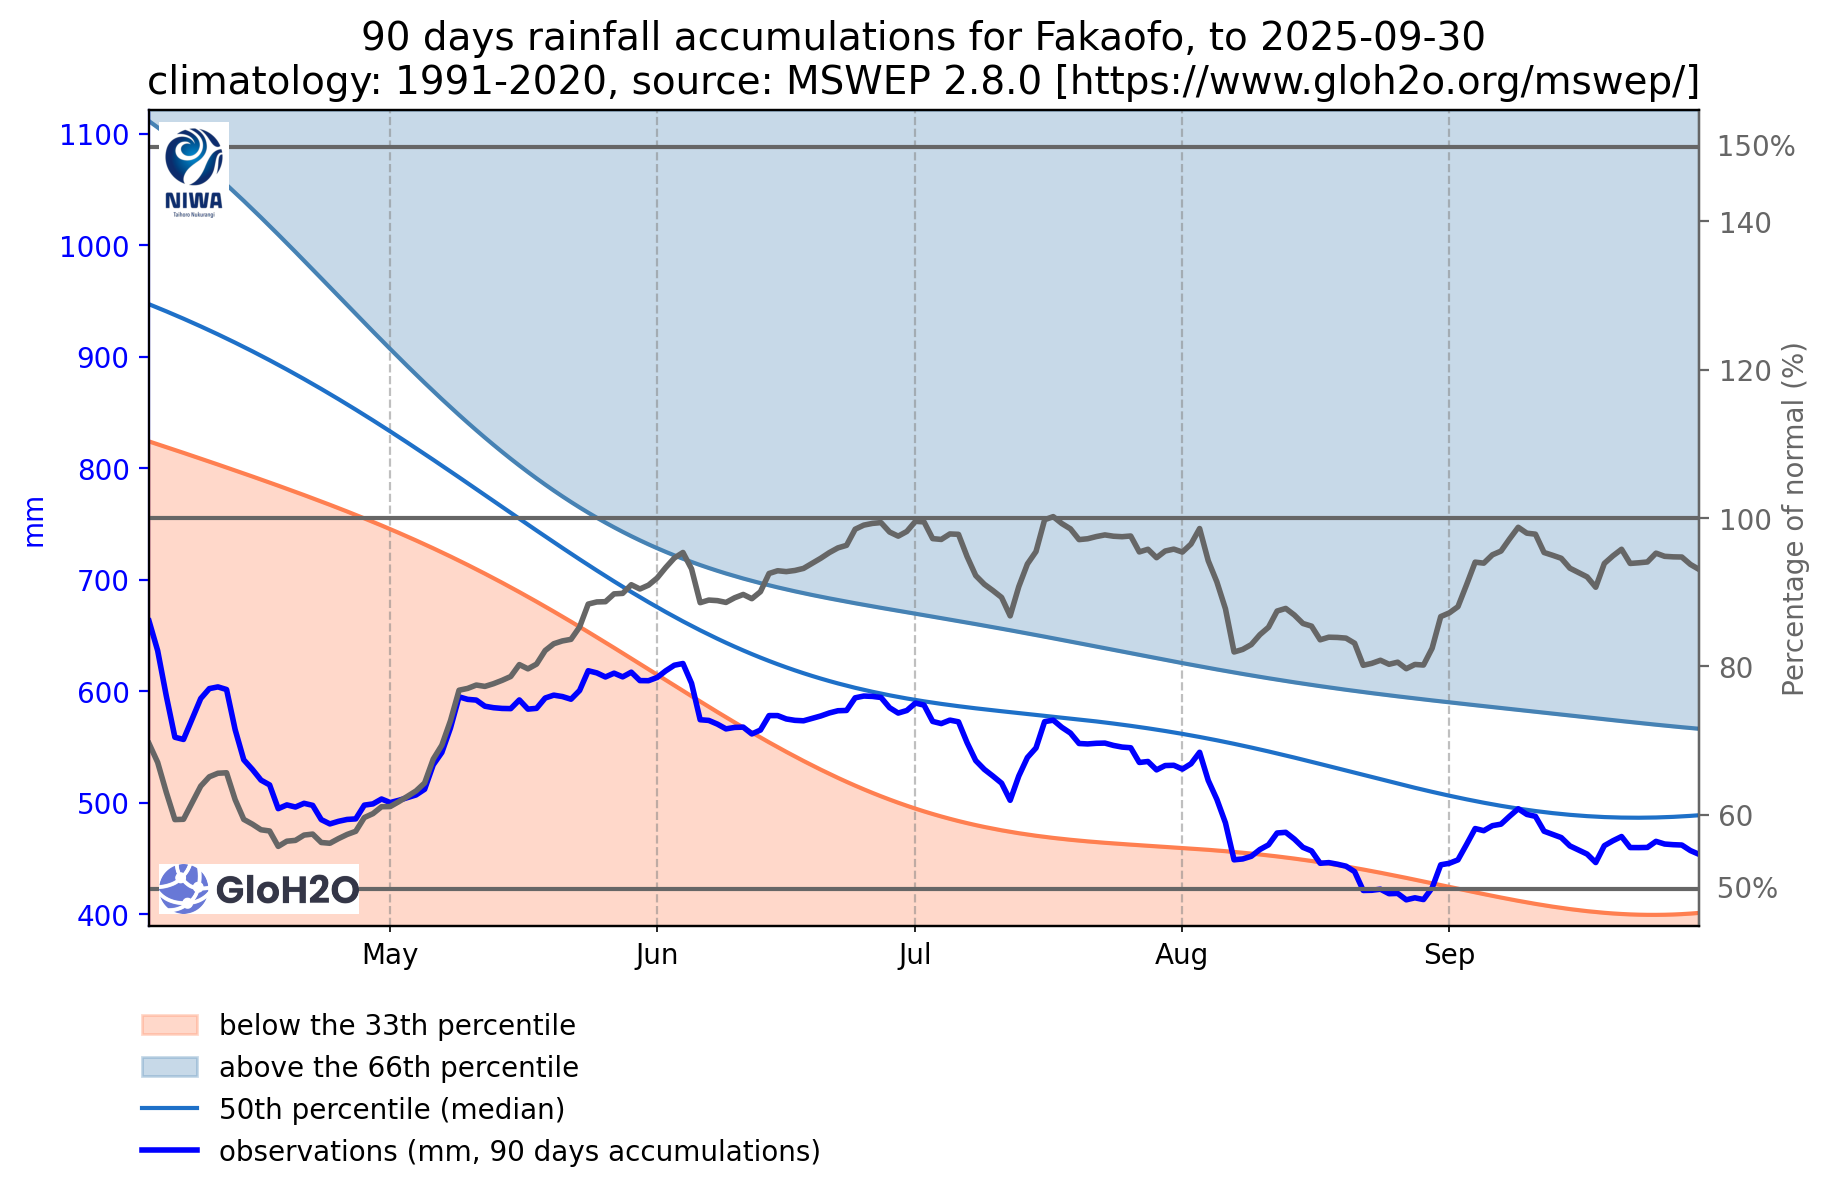 90 days rainfall accumulations for Fakaofo, to 2025-09-30
climatology: 1991-2020, source: MSWEP 2.8.0 [https://www.gloh2o.org/mswep/]
NIWA
Taihoro Nukurangi
1100
1000
900
800
700
600
500
400
mm
150%
140
120
100
80
60
50%
Percentage of normal (%)
GloH2O
May
Jun
Jul
Aug
Sep
below the 33th percentile
above the 66th percentile
50th percentile (median)
observations (mm, 90 days accumulations)